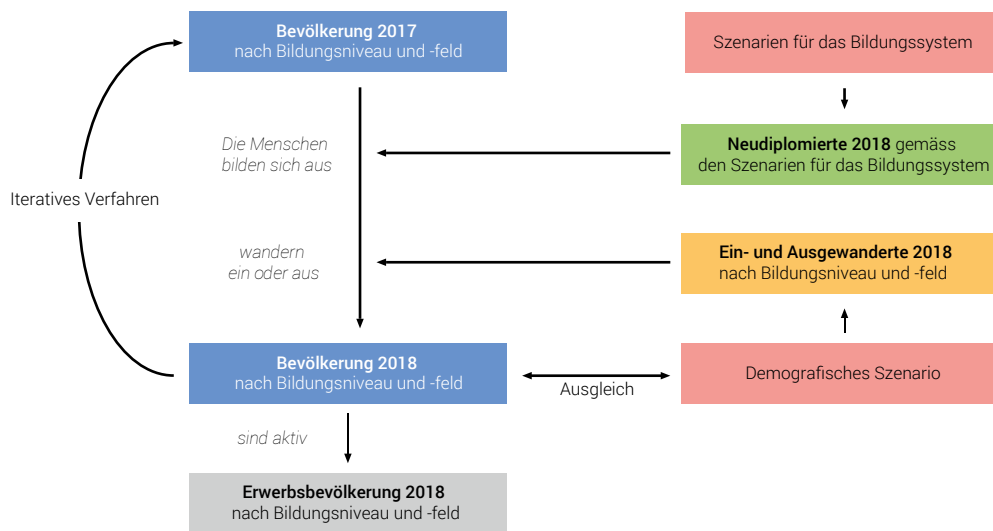 Bevölkerung 2017
nach Bildungsniveau und -feld
Szenarien für das Bildungssystem
Die Menschen
bilden sich aus
Neudiplomierte 2018 gemäss
den Szenarien für das Bildungssystem
Iteratives Verfahren
wandern
ein oder aus
Ein- und Ausgewanderte 2018
nach Bildungsniveau und -feld
Bevölkerung 2018
nach Bildungsniveau und -feld
Ausgleich
Demografisches Szenario
sind aktiv
Erwerbsbevölkerung 2018
nach Bildungsniveau und -feld